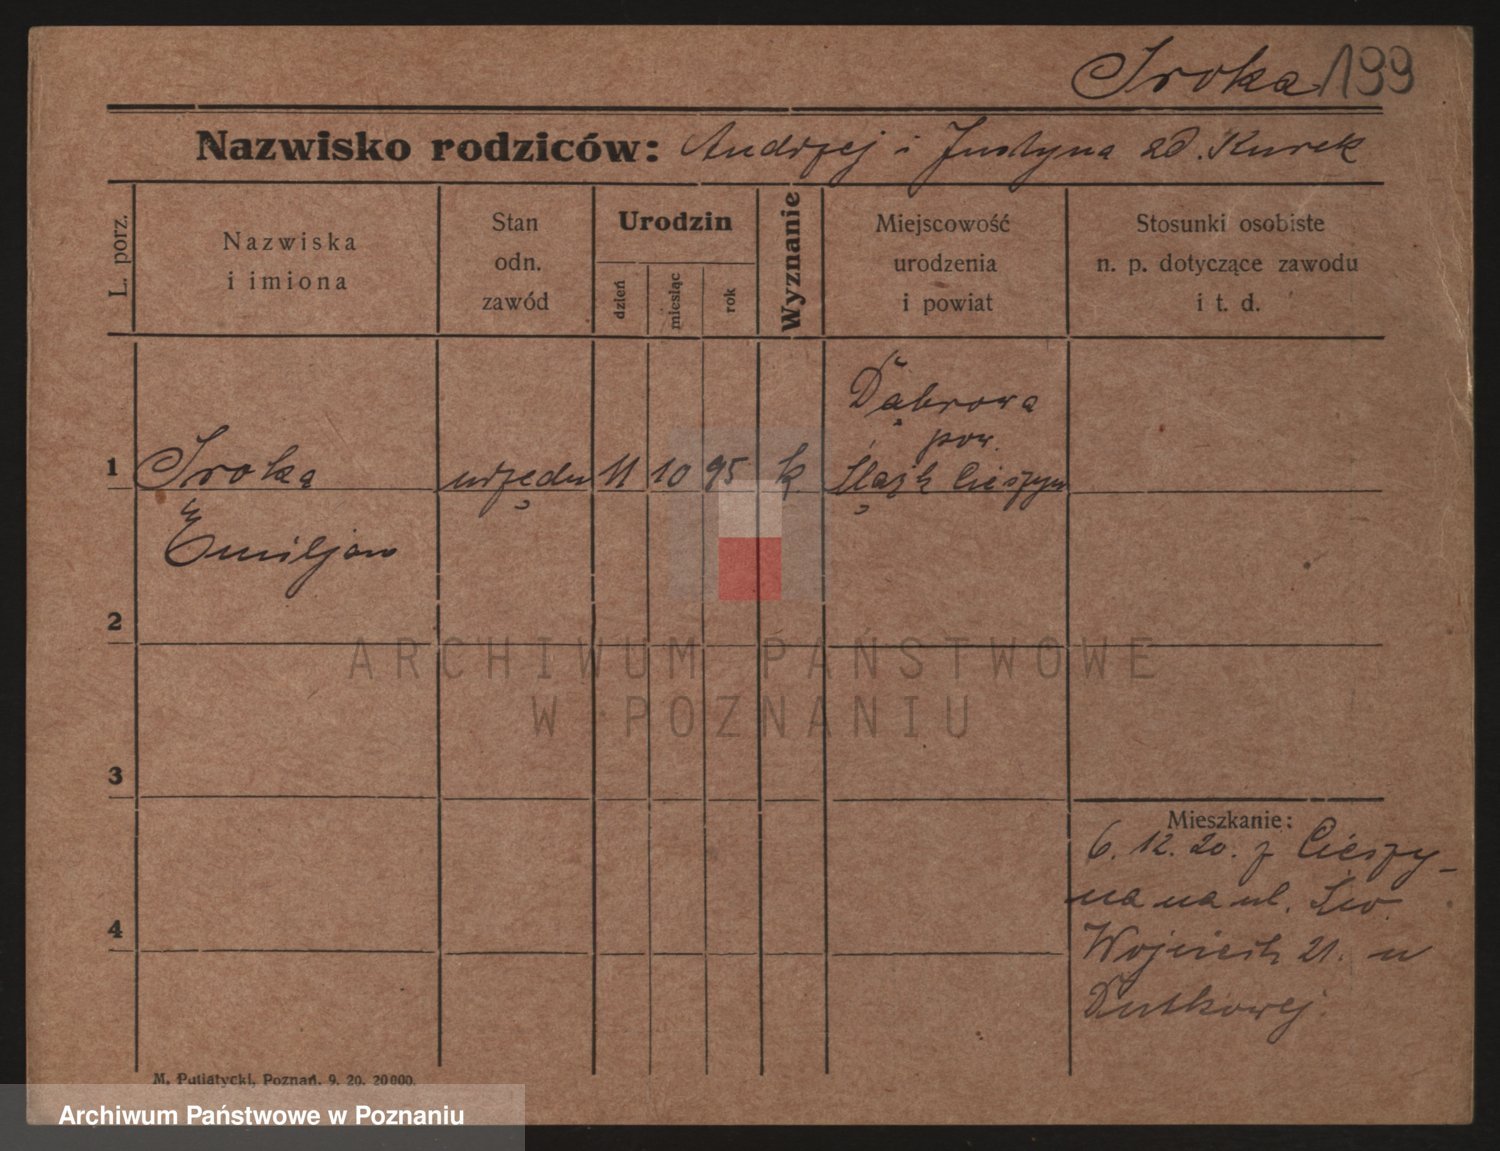 Sroka 199
Nazwisko rodziców: Andrzej i Justyna zd. Kurek
L. porz.
Nazwiska
i imiona
Stan
odn.
zawód
Urodzin
dzień
miesiąc
rok
Wyznanie
Miejscowość
urodzenia
i powiat
Stosunki osobiste
n. p. dotyczące zawodu
i t. d.
1
Sroka
Emiljan
urzędn
11
10
95
k
Dąbrowa
pow.
Śląsk Cieszyn
2
3
4
Mieszkanie:
6. 12. 20. z Cieszy-
na na ul. Św.
Wojciech 21. u
M. Putiatycki, Poznań. 9. 20. 20000.
ARCHIWUM PAŃSTWOWE
W POZNANIU
Archiwum Państwowe w Poznaniu